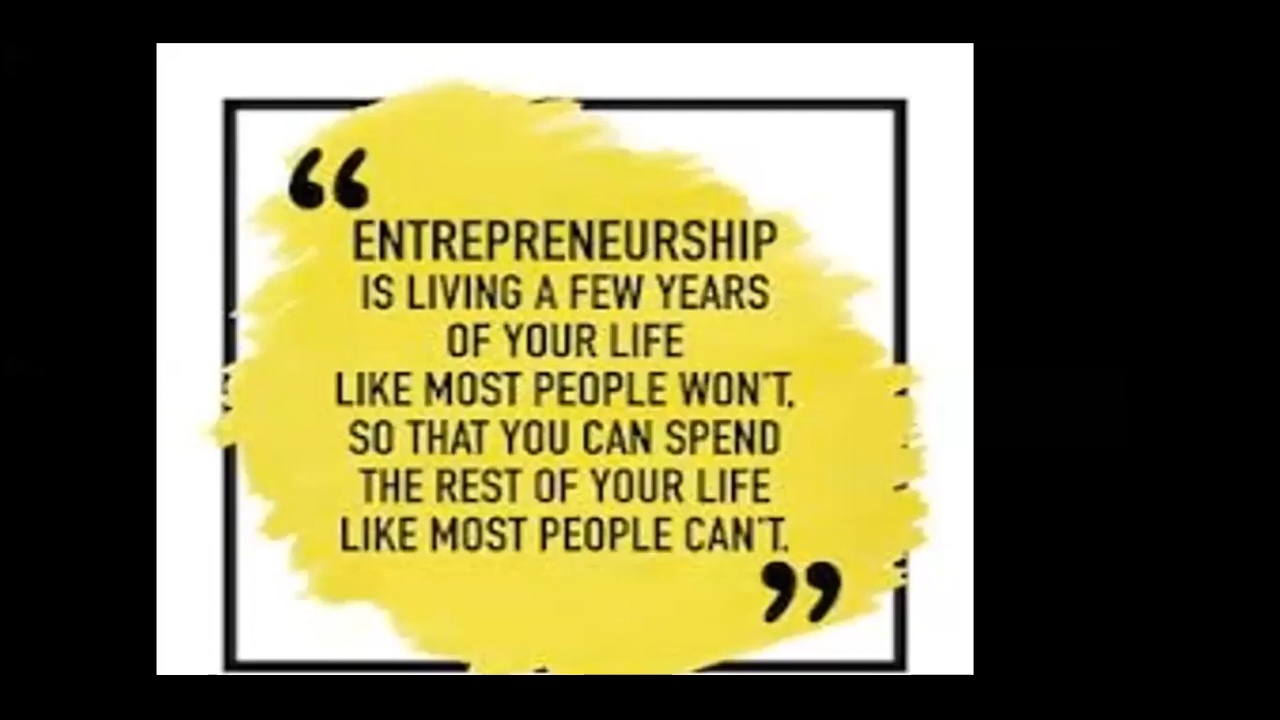 “
ENTREPRENEURSHIP
IS LIVING A FEW YEARS
OF YOUR LIFE
LIKE MOST PEOPLE WON'T,
SO THAT YOU CAN SPEND
THE REST OF YOUR LIFE
LIKE MOST PEOPLE CAN'T.
”